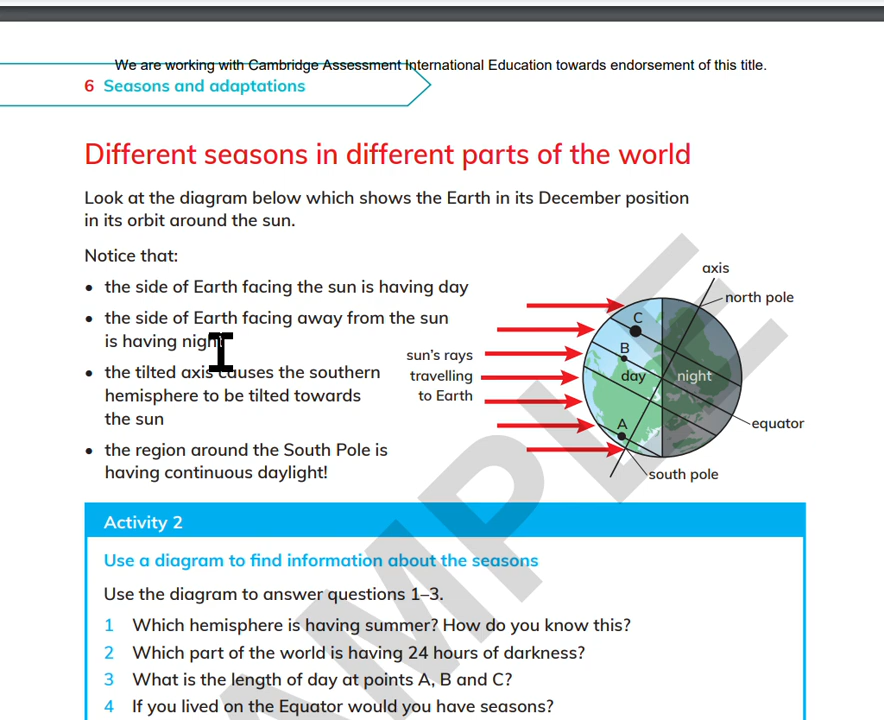 We are working with Cambridge Assessment International Education towards endorsement of this title.
6 Seasons and adaptations
Different seasons in different parts of the world
Look at the diagram below which shows the Earth in its December position
in its orbit around the sun.
Notice that:
• the side of Earth facing the sun is having day
• the side of Earth facing away from the sun
is having night
• the tilted axis causes the southern
hemisphere to be tilted towards
the sun
• the region around the South Pole is
having continuous daylight!
axis
north pole
C
B
sun's rays
travelling
to Earth
day
night
A
equator
south pole
Activity 2
Use a diagram to find information about the seasons
Use the diagram to answer questions 1–3.
1 Which hemisphere is having summer? How do you know this?
2 Which part of the world is having 24 hours of darkness?
3 What is the length of day at points A, B and C?
4 If you lived on the Equator would you have seasons?